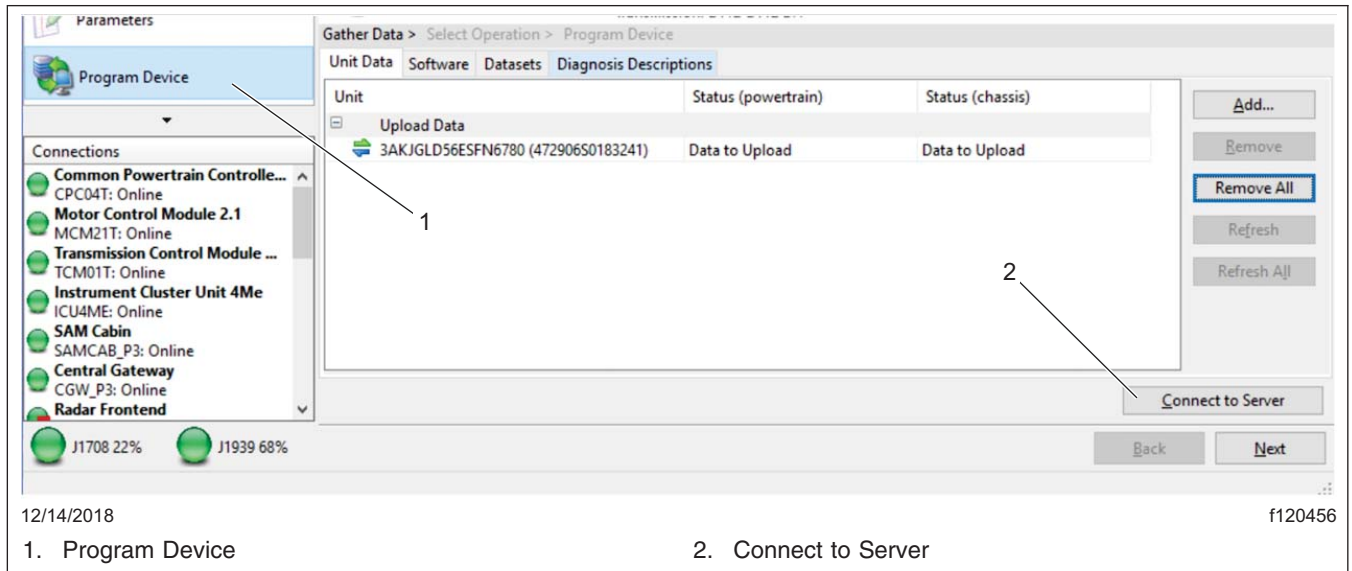 Parameters
Program Device
Connections
Common Powertrain Controlle...
CPC04T: Online
Motor Control Module 2.1
MCM21T: Online
Transmission Control Module ...
TCM01T: Online
Instrument Cluster Unit 4Me
ICU4ME: Online
SAM Cabin
SAMCAB_P3: Online
Central Gateway
CGW_P3: Online
Radar Frontend
J1708 22% J1939 68%
Gather Data > Select Operation > Program Device
Unit Data Software Datasets Diagnosis Descriptions
Unit Status (powertrain) Status (chassis)
Upload Data
3AKJGLD56ESFN6780 (472906S0183241) Data to Upload Data to Upload
Add...
Remove
Remove All
Refresh
Refresh All
1
2
Connect to Server
Back Next
12/14/2018 f120456
1. Program Device 2. Connect to Server